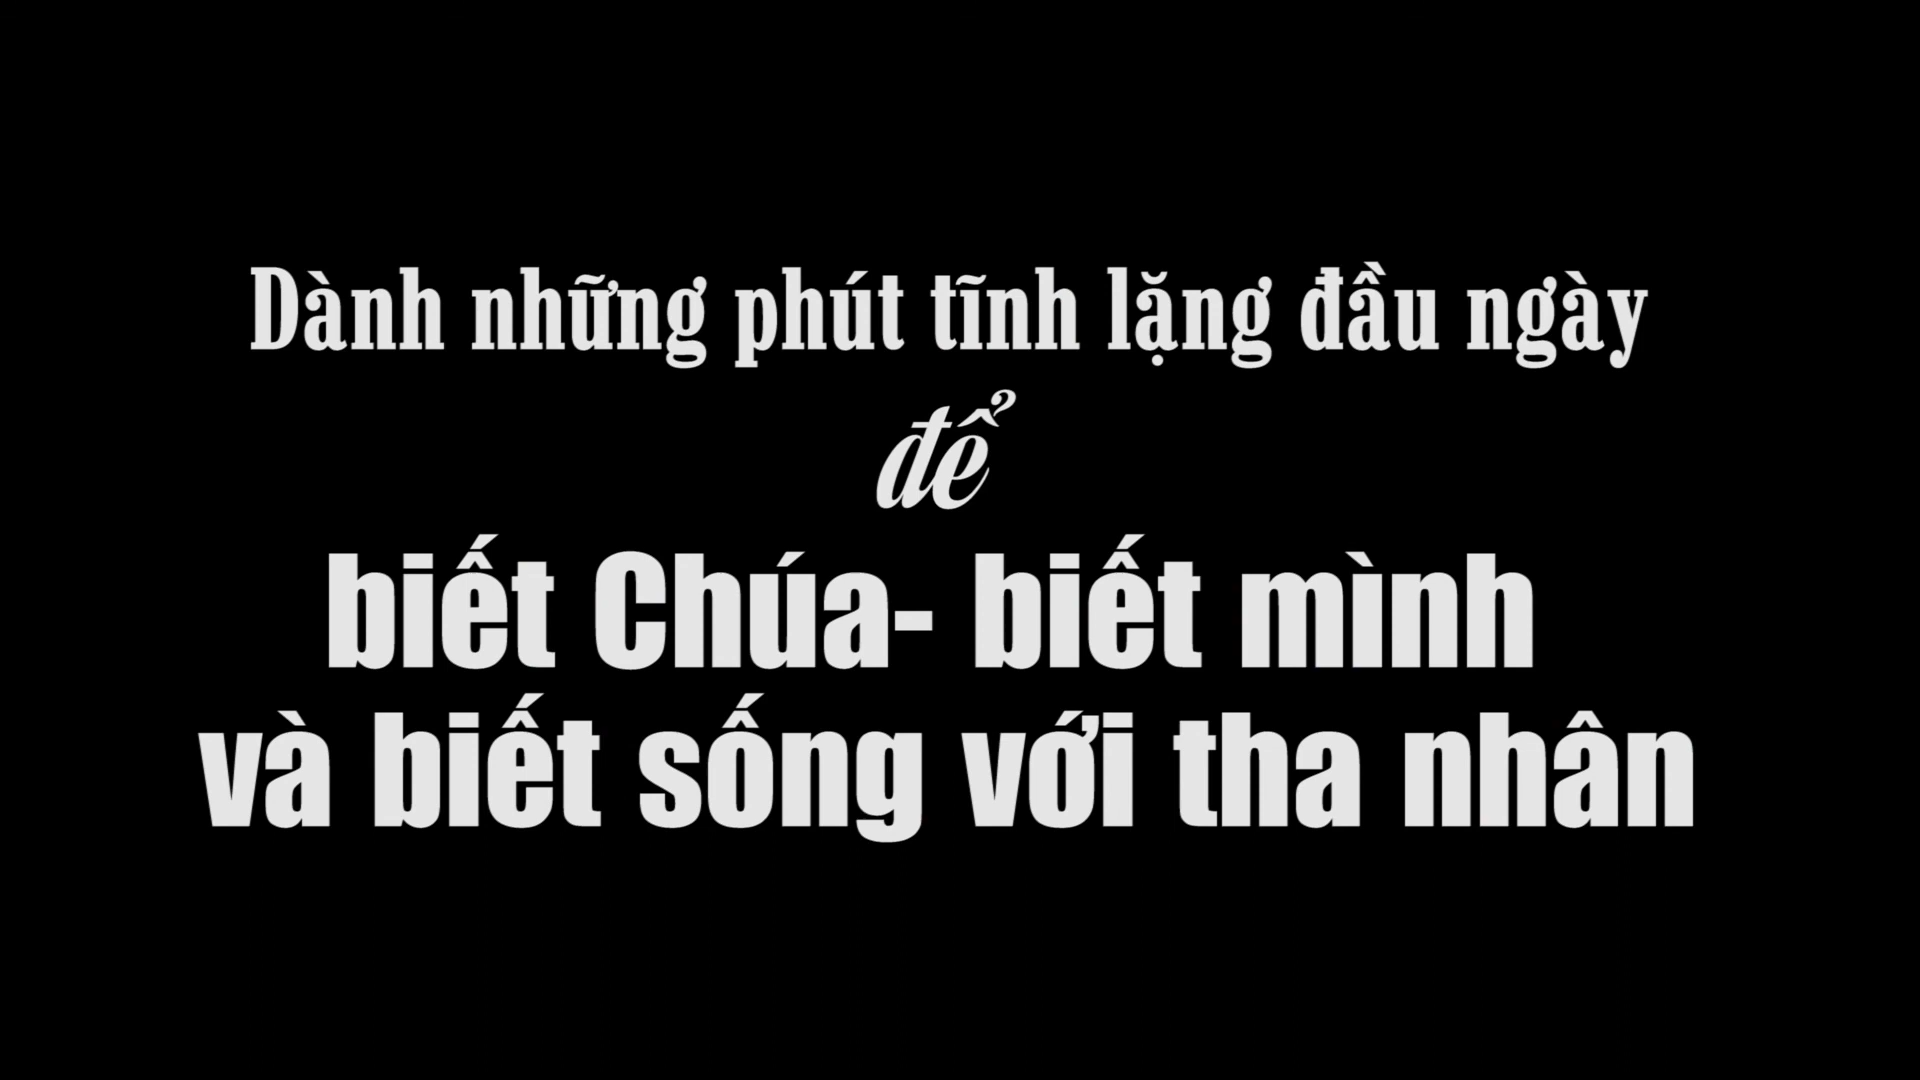 Dành những phút tĩnh lặng đầu ngày
để
biết Chúa- biết mình
và biết sống với tha nhân